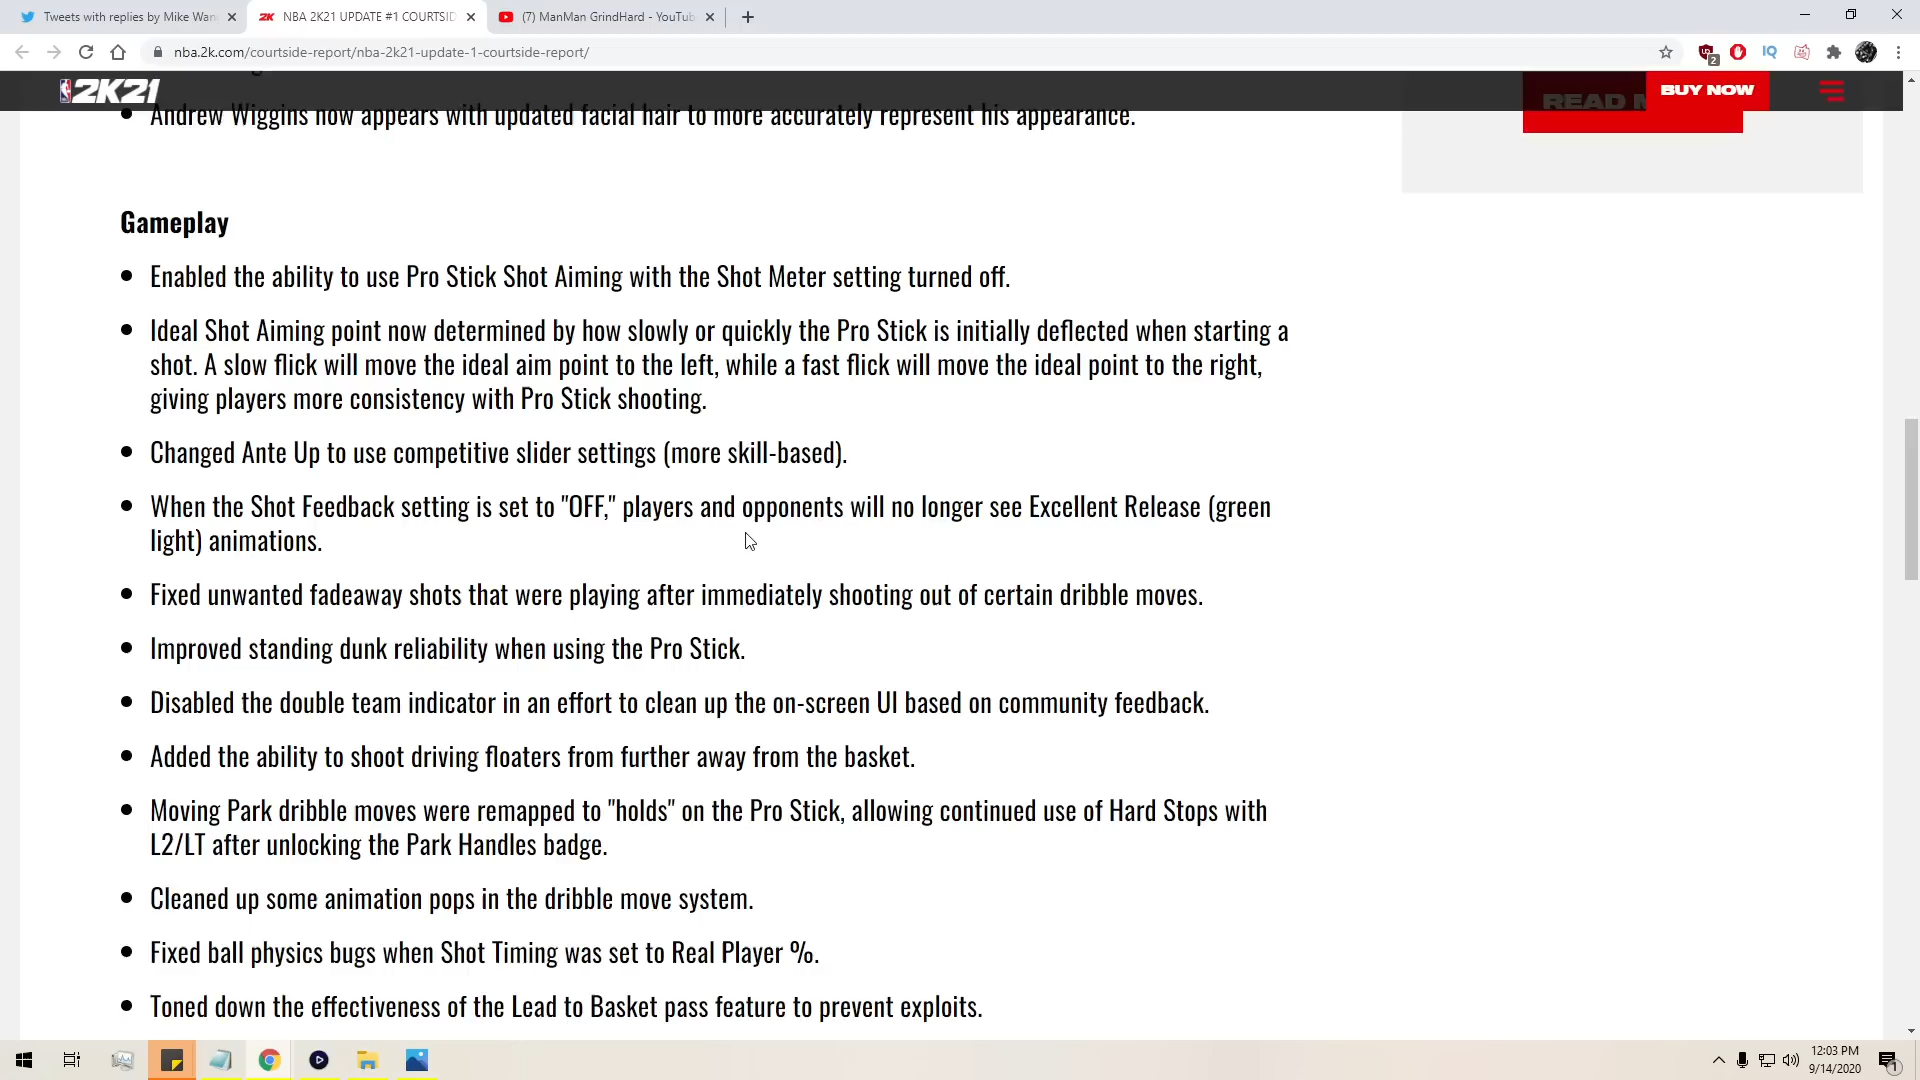 Tweets with replies by Mike Wan
NBA 2K21 UPDATE #1 COURTSID
(7) ManMan GrindHard - YouTub
nba.2k.com/courtside-report/nba-2k21-update-1-courtside-report/
2K21
READ M
BUY NOW
Andrew Wiggins now appears with updated facial hair to more accurately represent his appearance.
Gameplay
Enabled the ability to use Pro Stick Shot Aiming with the Shot Meter setting turned off.
Ideal Shot Aiming point now determined by how slowly or quickly the Pro Stick is initially deflected when starting a
shot. A slow flick will move the ideal aim point to the left, while a fast flick will move the ideal point to the right,
giving players more consistency with Pro Stick shooting.
Changed Ante Up to use competitive slider settings (more skill-based).
When the Shot Feedback setting is set to "OFF," players and opponents will no longer see Excellent Release (green
light) animations.
Fixed unwanted fadeaway shots that were playing after immediately shooting out of certain dribble moves.
Improved standing dunk reliability when using the Pro Stick.
Disabled the double team indicator in an effort to clean up the on-screen UI based on community feedback.
Added the ability to shoot driving floaters from further away from the basket.
Moving Park dribble moves were remapped to "holds" on the Pro Stick, allowing continued use of Hard Stops with
L2/LT after unlocking the Park Handles badge.
Cleaned up some animation pops in the dribble move system.
Fixed ball physics bugs when Shot Timing was set to Real Player %.
Toned down the effectiveness of the Lead to Basket pass feature to prevent exploits.
12:03 PM
9/14/2020